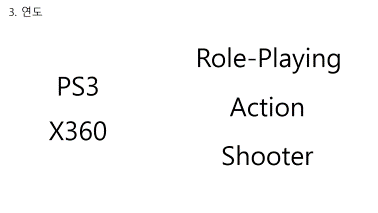 3. 연도
PS3
X360
Role-Playing
Action
Shooter